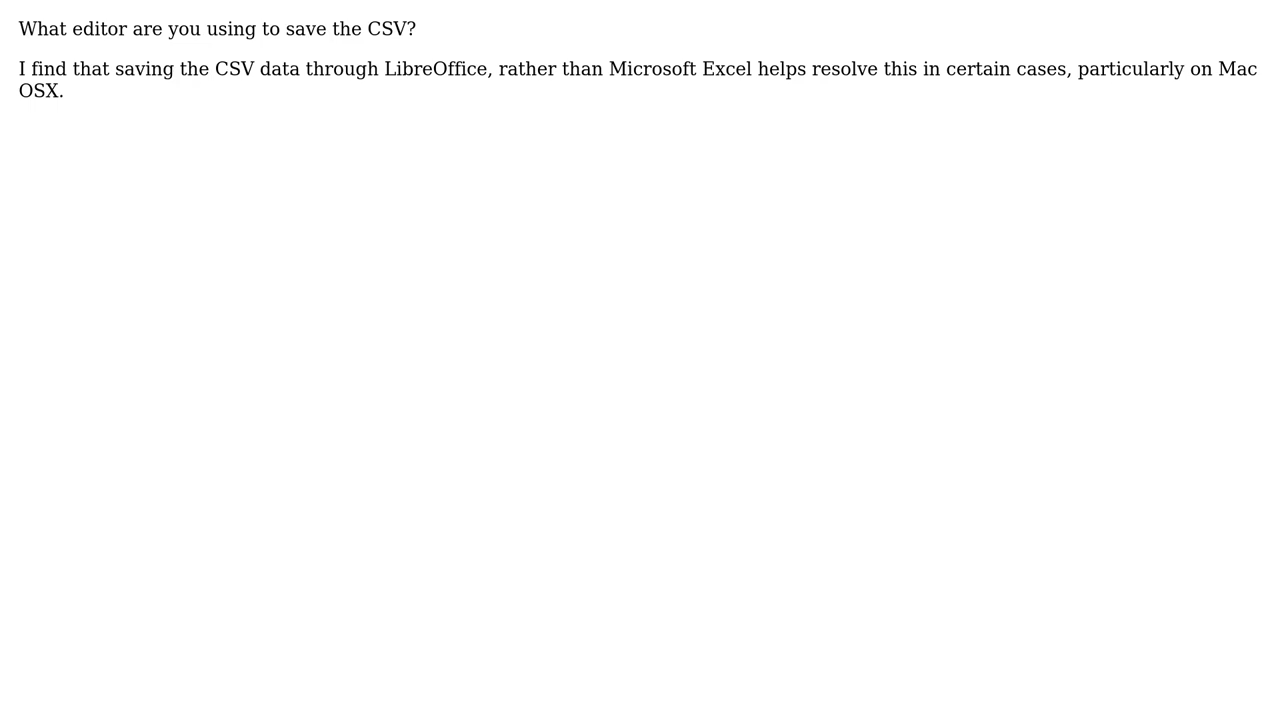 What editor are you using to save the CSV?
I find that saving the CSV data through LibreOffice, rather than Microsoft Excel helps resolve this in certain cases, particularly on Mac
OSX.